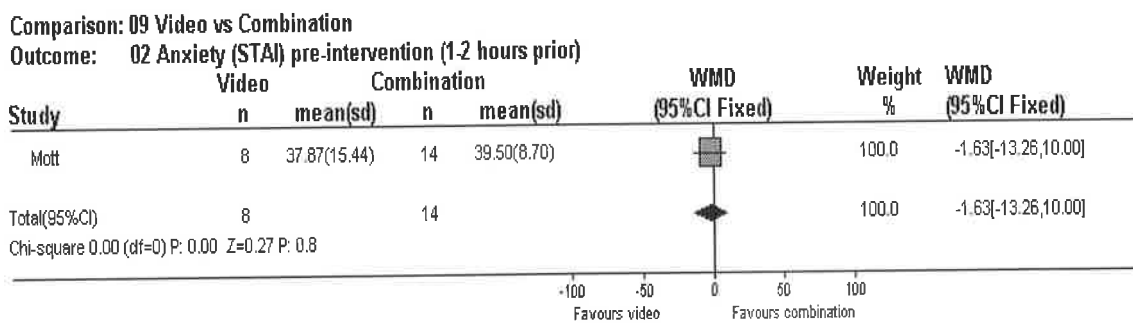 Comparison: 09 Video vs Combination
Outcome: 02 Anxiety (STAI) pre-intervention (1-2 hours prior)
Video Combination WMD Weight WMD
Study n mean(sd) n mean(sd) (95%CI Fixed) % (95%CI Fixed)
Mott 8 37.87(15.44) 14 39.50(8.70) 100.0 -1.63[-13.26,10.00]
Total(95%CI) 8 14 100.0 -1.63[-13.26,10.00]
Chi-square 0.00 (df=0) P: 0.00 Z=0.27 P: 0.8
-100 -50 0 50 100
Favours video Favours combination